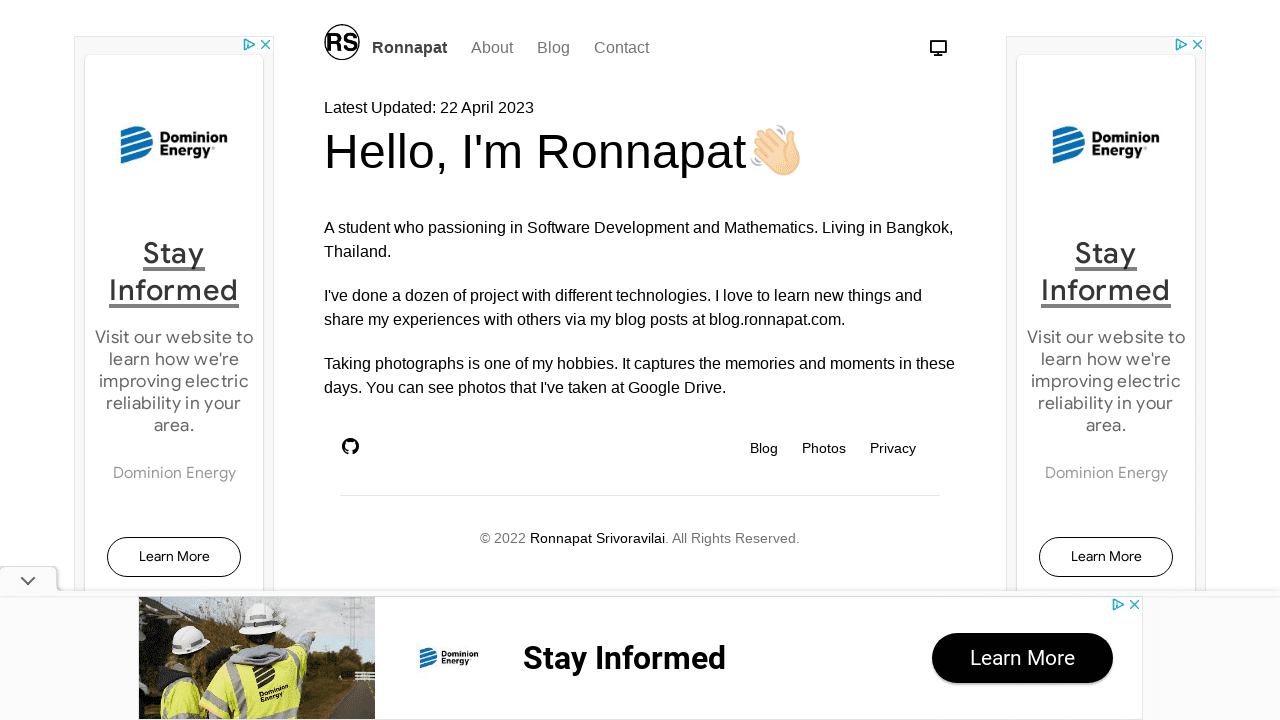 RS Ronnapat About Blog Contact
Latest Updated: 22 April 2023
Hello, I'm Ronnapat👋🏻
A student who passioning in Software Development and Mathematics. Living in Bangkok,
Thailand.
I've done a dozen of project with different technologies. I love to learn new things and
share my experiences with others via my blog posts at blog.ronnapat.com.
Taking photographs is one of my hobbies. It captures the memories and moments in these
days. You can see photos that I've taken at Google Drive.
Blog Photos Privacy
© 2022 Ronnapat Srivoravilai. All Rights Reserved.
Dominion
Energy®
Stay
Informed
Visit our website to
learn how we're
improving electric
reliability in your
area.
Dominion Energy
Learn More
Dominion
Energy®
Stay
Informed
Visit our website to
learn how we're
improving electric
reliability in your
area.
Dominion Energy
Learn More
Dominion
Energy®
Stay Informed
Learn More